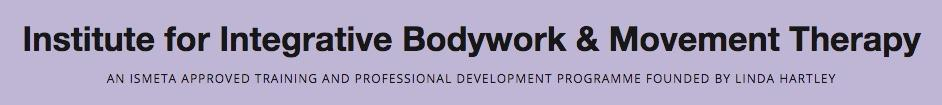 Institute for Integrative Bodywork & Movement Therapy
AN ISMETA APPROVED TRAINING AND PROFESSIONAL DEVELOPMENT PROGRAMME FOUNDED BY LINDA HARTLEY